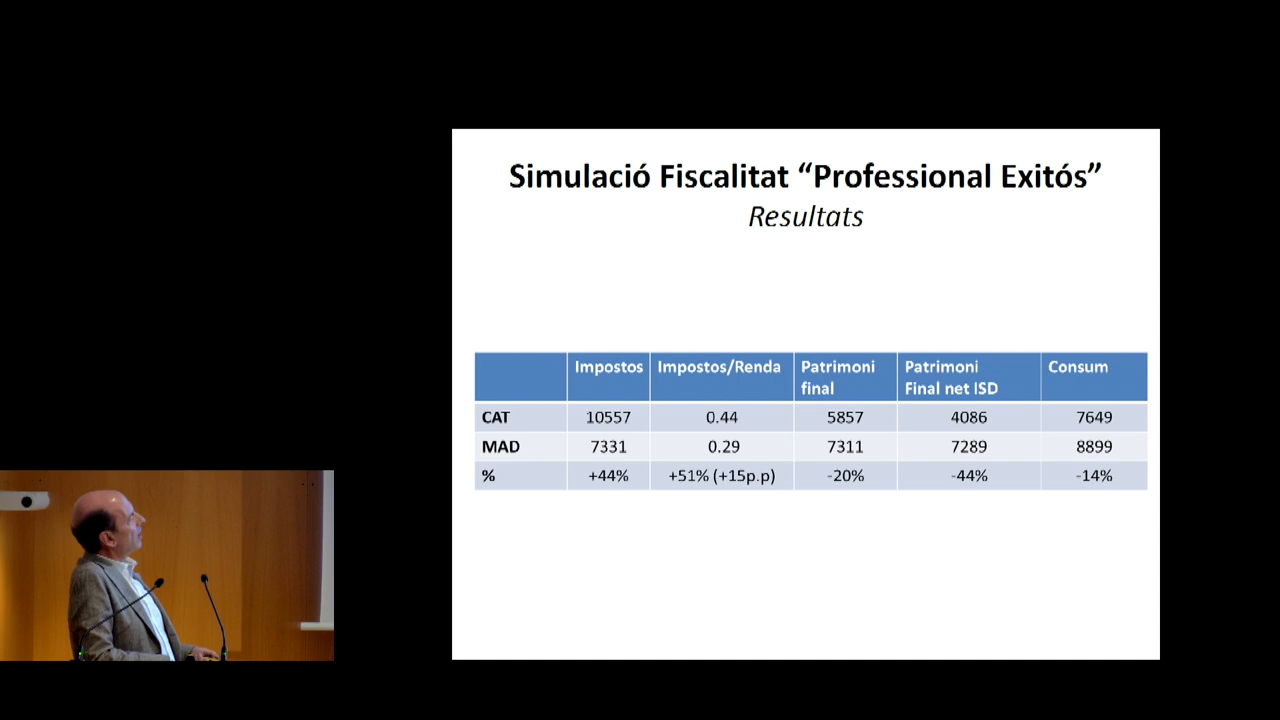 Simulació Fiscalitat “Professional Exitós”
Resultats
Impostos Impostos/Renda Patrimoni final Patrimoni Final net ISD Consum
CAT 10557 0.44 5857 4086 7649
MAD 7331 0.29 7311 7289 8899
% +44% +51% (+15p.p) -20% -44% -14%